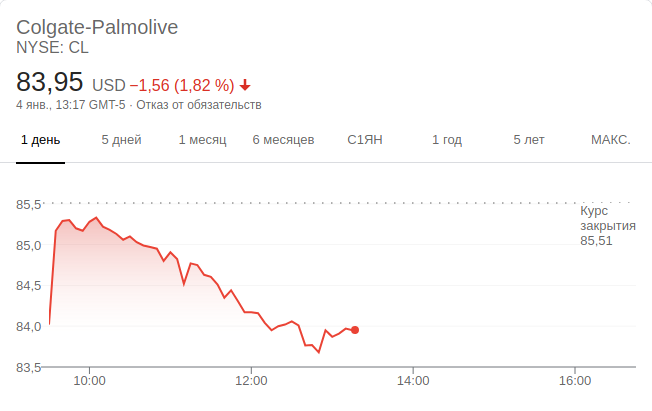 Colgate-Palmolive
NYSE: CL
83,95 USD −1,56 (1,82 %)
4 янв., 13:17 GMT-5 · Отказ от обязательств
1 день 5 дней 1 месяц 6 месяцев С1ЯН 1 год 5 лет МАКС.
85,5
Курс
закрытия
85,51
85,0
84,5
84,0
83,5
10:00 12:00 14:00 16:00